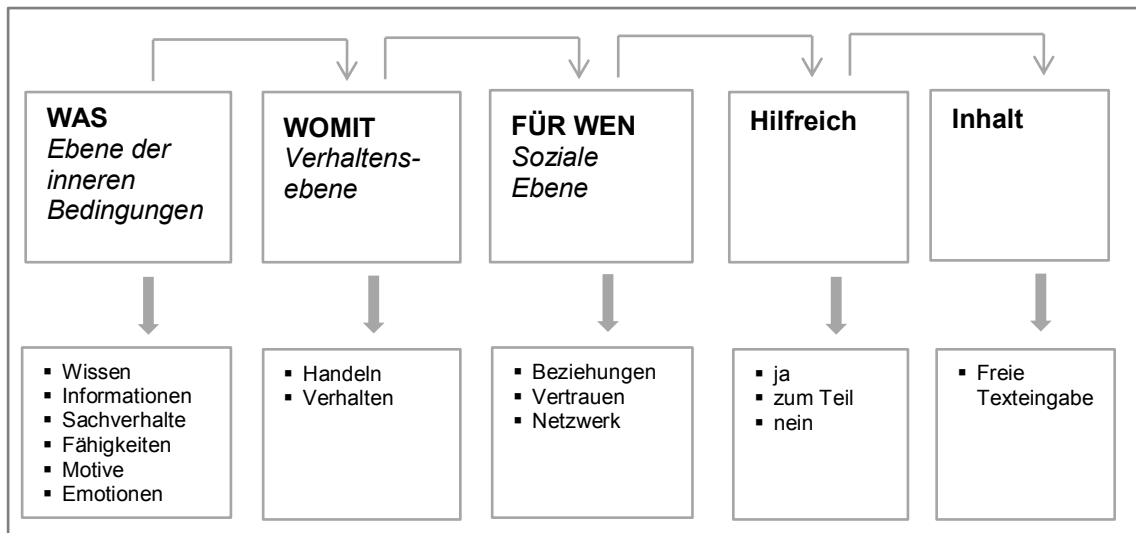 WAS
Ebene der
inneren
Bedingungen
WOMIT
Verhaltens-
ebene
FÜR WEN
Soziale
Ebene
Hilfreich
Inhalt
▪ Wissen
▪ Informationen
▪ Sachverhalte
▪ Fähigkeiten
▪ Motive
▪ Emotionen
▪ Handeln
▪ Verhalten
▪ Beziehungen
▪ Vertrauen
▪ Netzwerk
▪ ja
▪ zum Teil
▪ nein
▪ Freie
Texteingabe